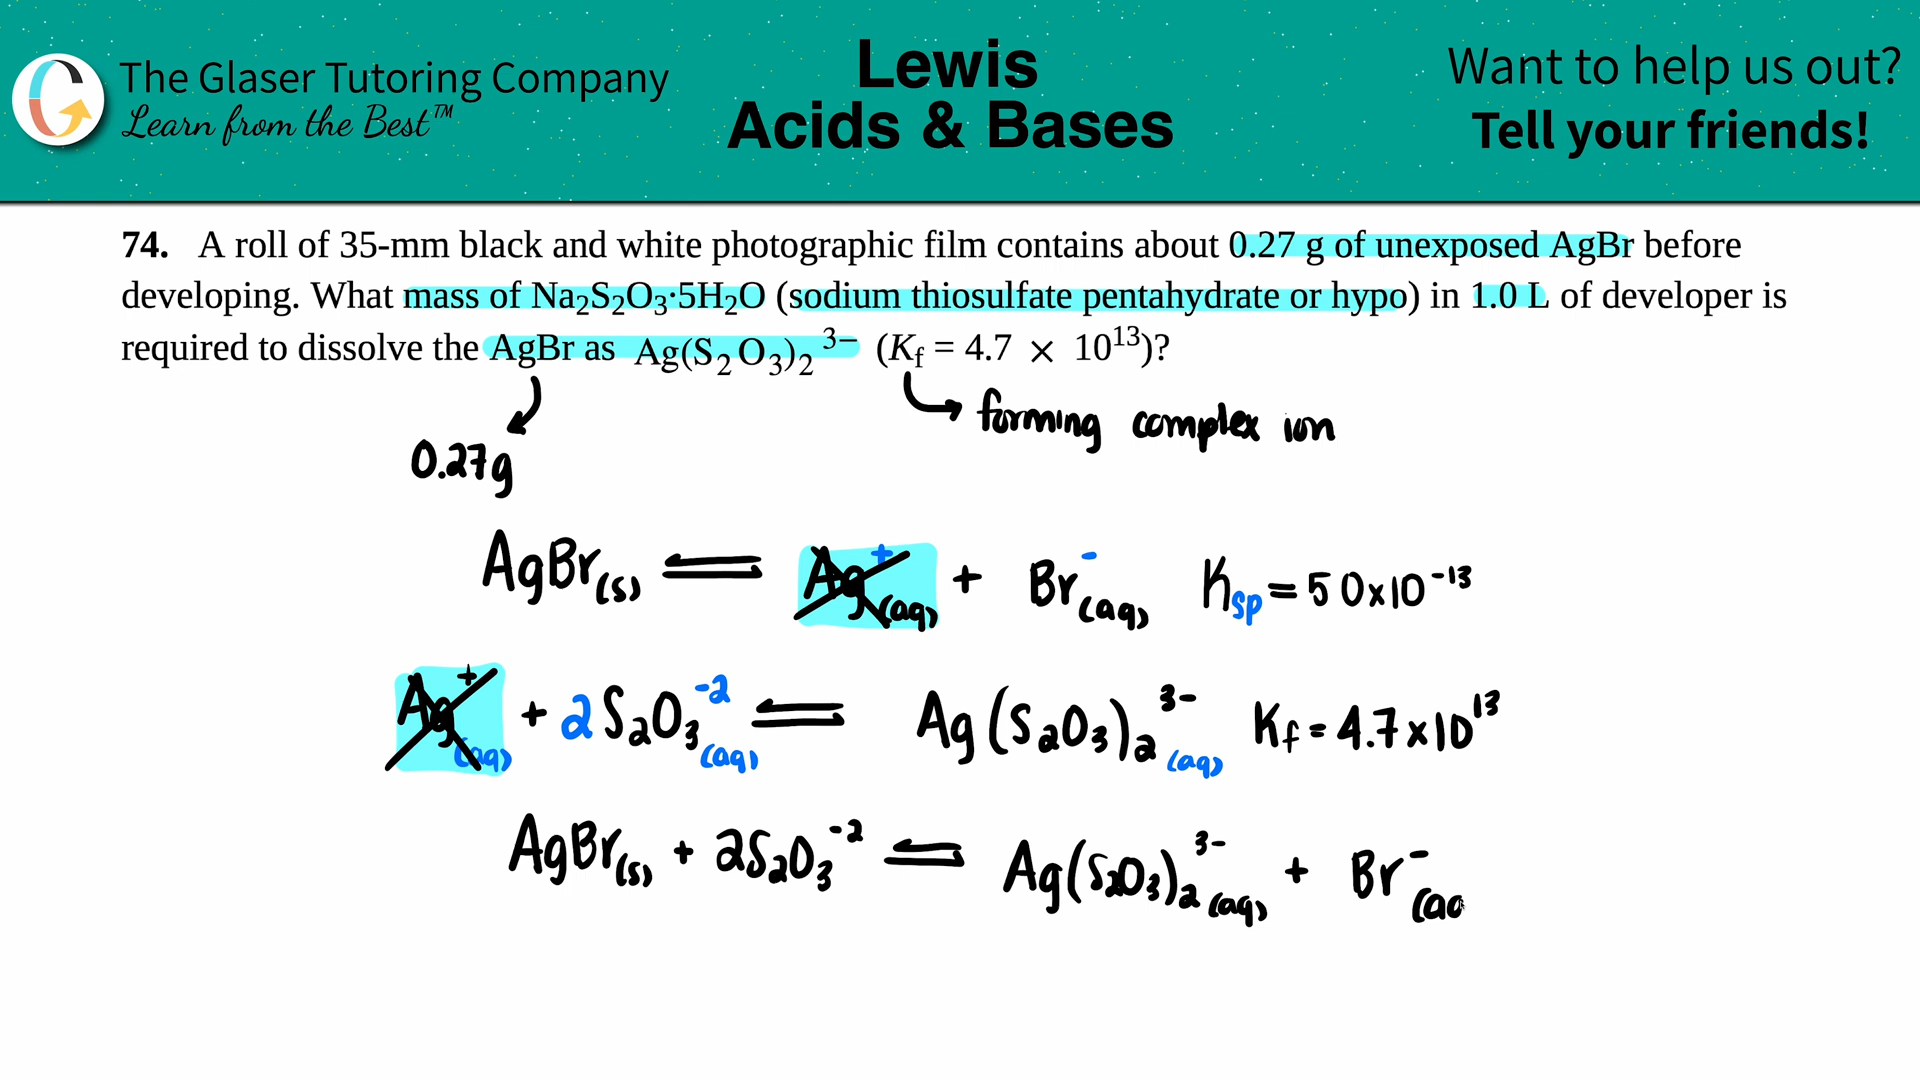 The Glaser Tutoring Company
Learn from the Best™
Lewis
Acids & Bases
Want to help us out?
Tell your friends!
74. A roll of 35-mm black and white photographic film contains about 0.27 g of unexposed AgBr before
developing. What mass of Na₂S₂O₃·5H₂O (sodium thiosulfate pentahydrate or hypo) in 1.0 L of developer is
required to dissolve the AgBr as Ag(S₂O₃)₂³⁻ (Kf = 4.7 × 10¹³)?
forming complex ion
0.27g
AgBr(s) ⇌ Ag⁺(aq) + Br⁻(aq) Ksp = 5 0x10⁻¹³
Ag⁺(aq) + 2S₂O₃⁻²(aq) ⇌ Ag(S₂O₃)₂³⁻(aq) Kf = 4.7x10¹³
AgBr(s) + 2S₂O₃⁻² ⇌ Ag(S₂O₃)₂³⁻(aq) + Br⁻(aq